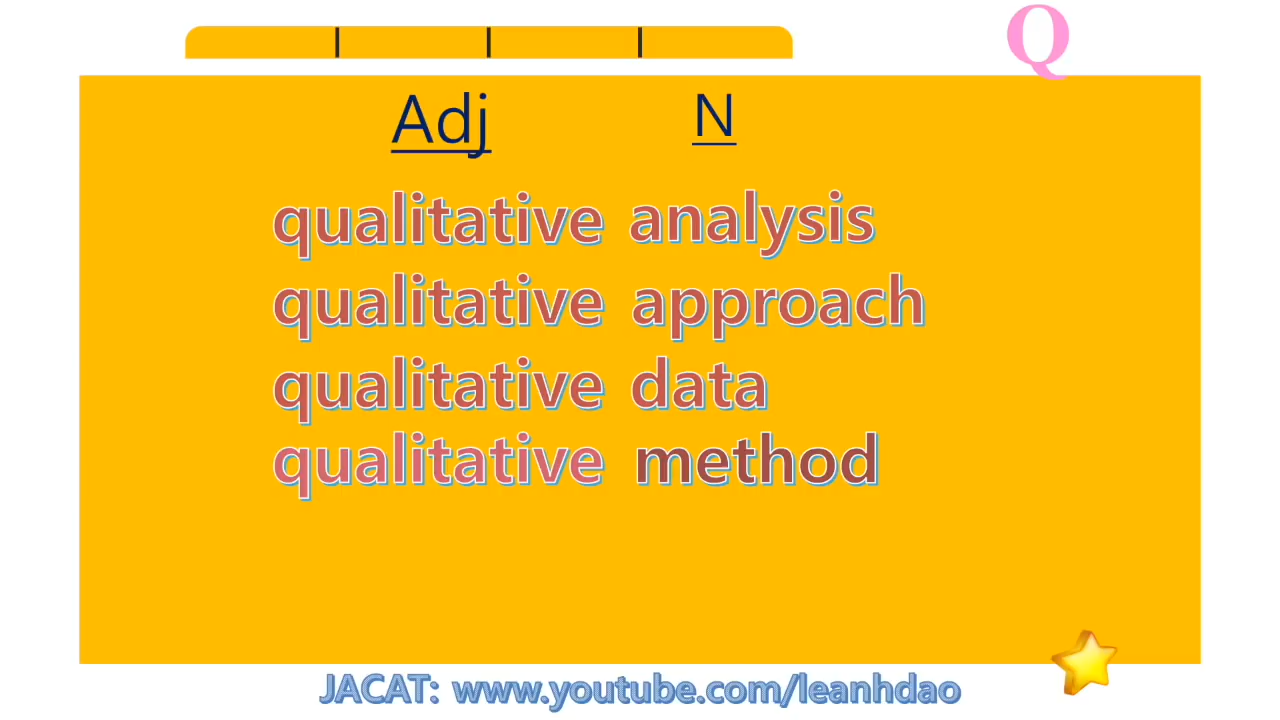 Q
Adj N
qualitative analysis
qualitative approach
qualitative data
qualitative method
JACAT: www.youtube.com/leanhdao